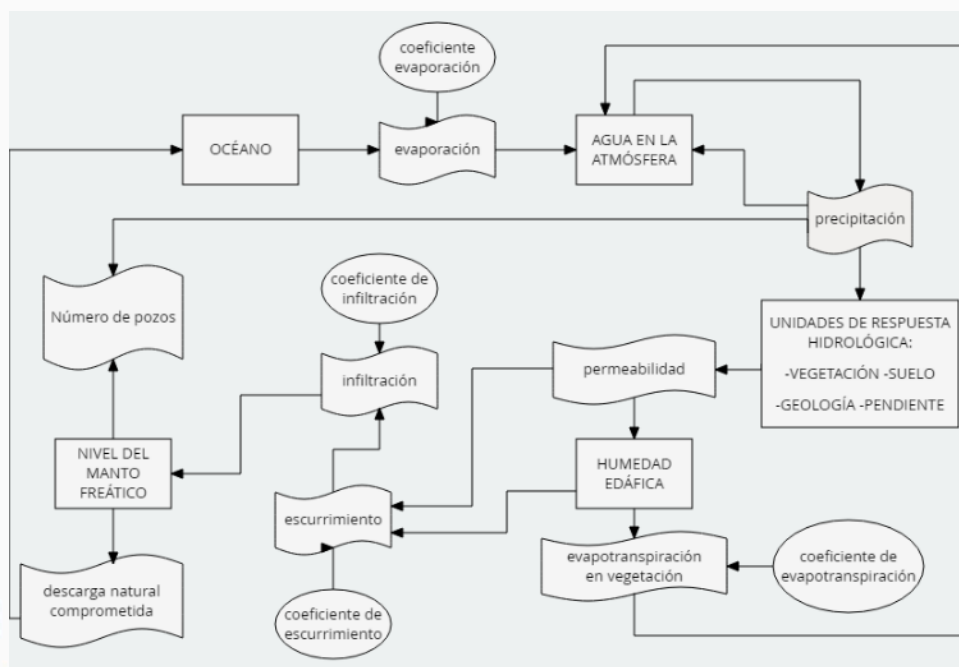 coeficiente
evaporación
OCÉANO
evaporación
AGUA EN LA
ATMÓSFERA
precipitación
Número de pozos
coeficiente de
infiltración
infiltración
permeabilidad
UNIDADES DE RESPUESTA
HIDROLÓGICA:
-VEGETACIÓN -SUELO
-GEOLOGÍA -PENDIENTE
NIVEL DEL
MANTO
FREÁTICO
HUMEDAD
EDÁFICA
escurrimiento
evapotranspiración
en vegetación
coeficiente de
evapotranspiración
descarga natural
comprometida
coeficiente de
escurrimiento